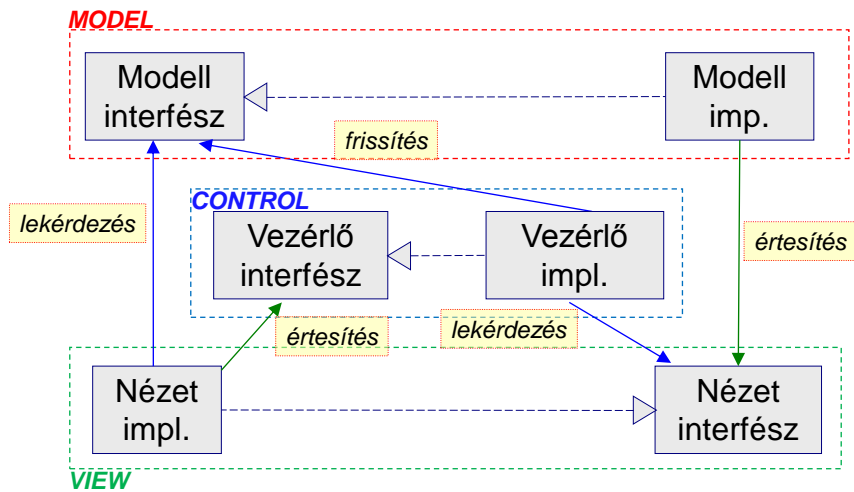 MODEL
Modell
interfész
Modell
imp.
frissítés
lekérdezés
CONTROL
Vezérlő
interfész
Vezérlő
impl.
értesítés
értesítés
lekérdezés
Nézet
impl.
Nézet
interfész
VIEW